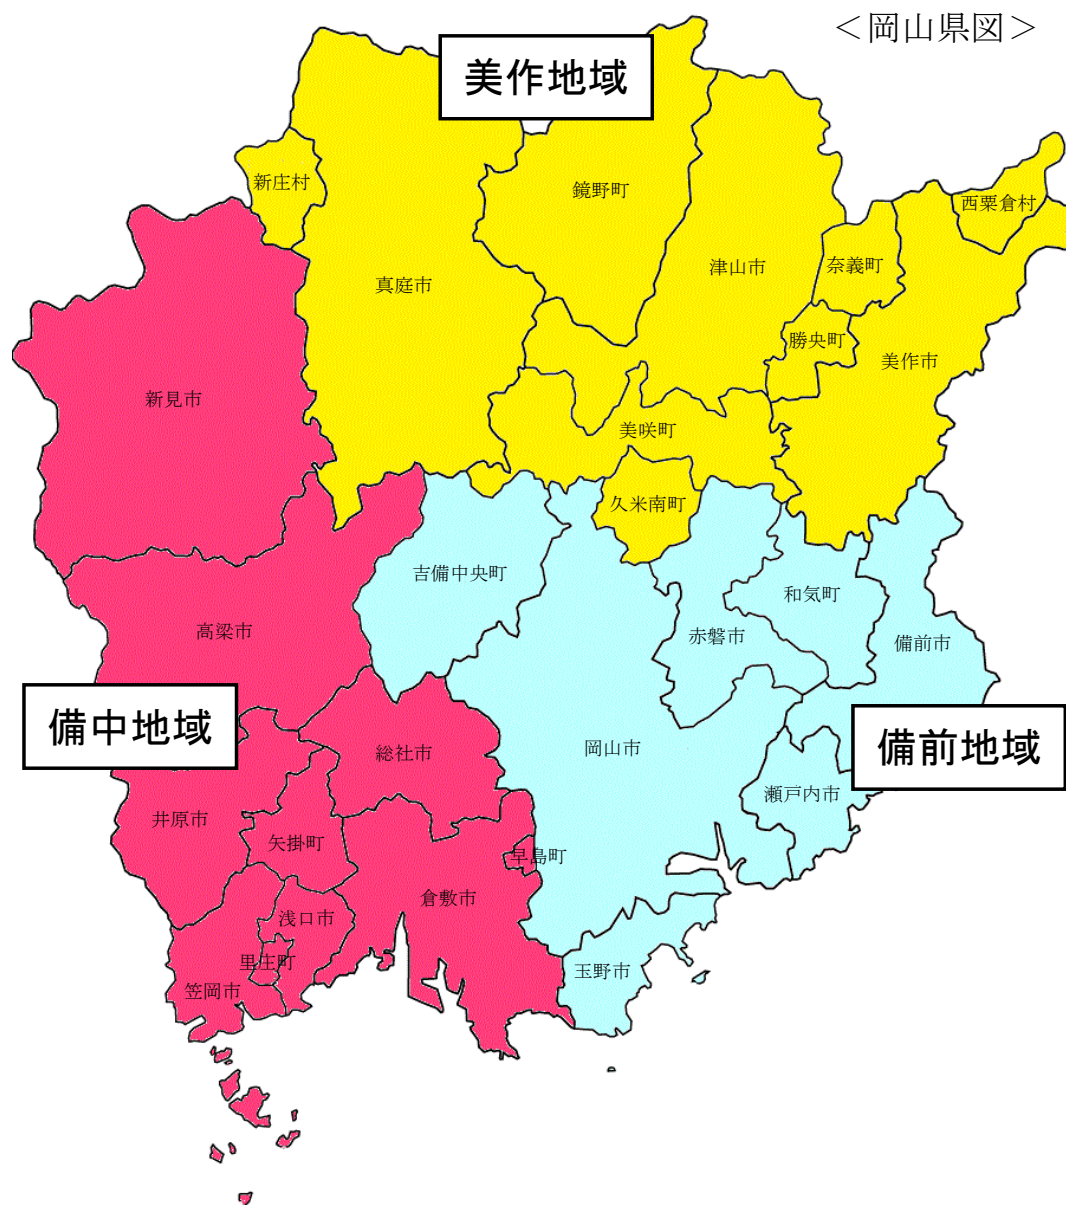 ＜岡山県図＞
美作地域
新庄村
鏡野町
西粟倉村
真庭市
津山市
奈義町
勝央町
美作市
新見市
美咲町
久米南町
吉備中央町
和気町
高梁市
赤磐市
備前市
備中地域
備前地域
総社市
岡山市
瀬戸内市
井原市
矢掛町
早島町
倉敷市
浅口市
里庄町
玉野市
笠岡市